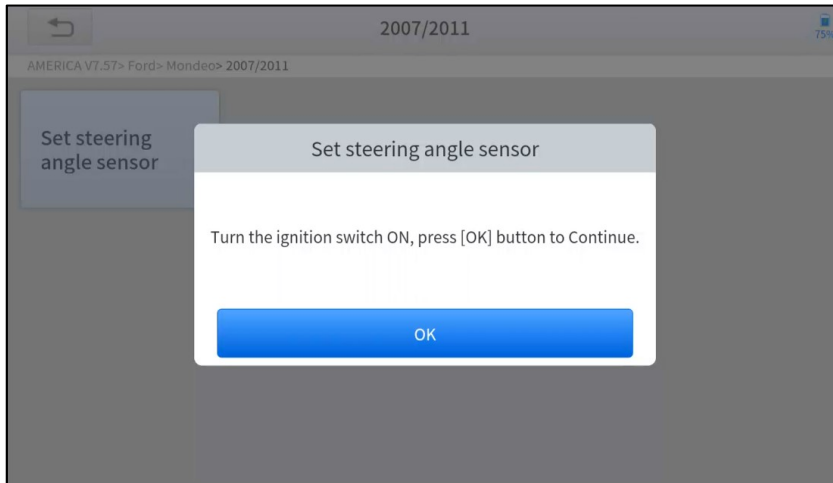 2007/2011
75%
AMERICA V7.57> Ford> Mondeo> 2007/2011
Set steering
angle sensor
Set steering angle sensor
Turn the ignition switch ON, press [OK] button to Continue.
OK